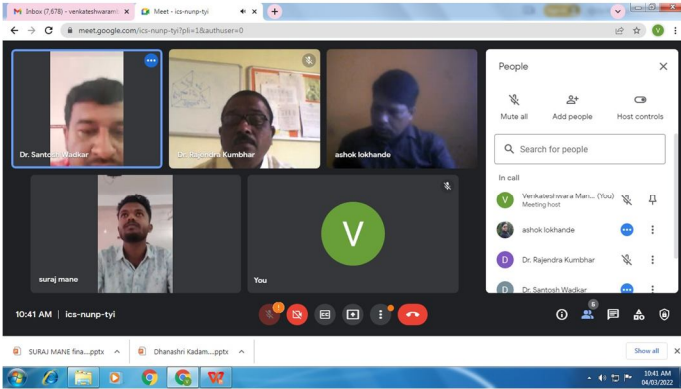 Inbox (7,678) - venkateshwaram
Meet - ics-nunp-tyi
meet.google.com/ics-nunp-tyi?pli=1&authuser=0
V
People
Mute all
Add people
Host controls
Search for people
In call
V
Venkateshwara Man... (You)
Meeting host
ashok lokhande
D
Dr. Rajendra Kumbhar
D
Dr. Santosh Wadkar
Dr. Santosh Wadkar
Dr. Rajendra Kumbhar
ashok lokhande
suraj mane
V
You
10:41 AM | ics-nunp-tyi
6
SURAJ MANE fina....pptx
Dhanashri Kadam....pptx
Show all
10:41 AM
04/03/2022